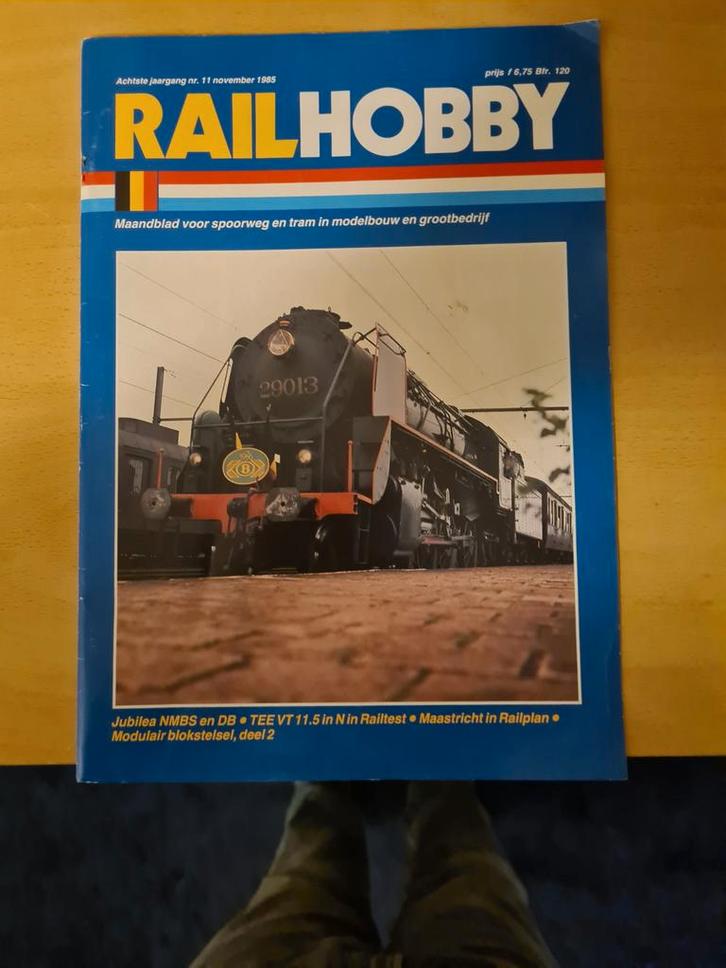 Achtste jaargang nr. 11 november 1985
prijs f 6,75 Bfr. 120
RAILHOBBY
Maandblad voor spoorweg en tram in modelbouw en grootbedrijf
29013
B
Jubilea NMBS en DB • TEE VT 11.5 in N in Railtest • Maastricht in Railplan •
Modulair blokstelsel, deel 2